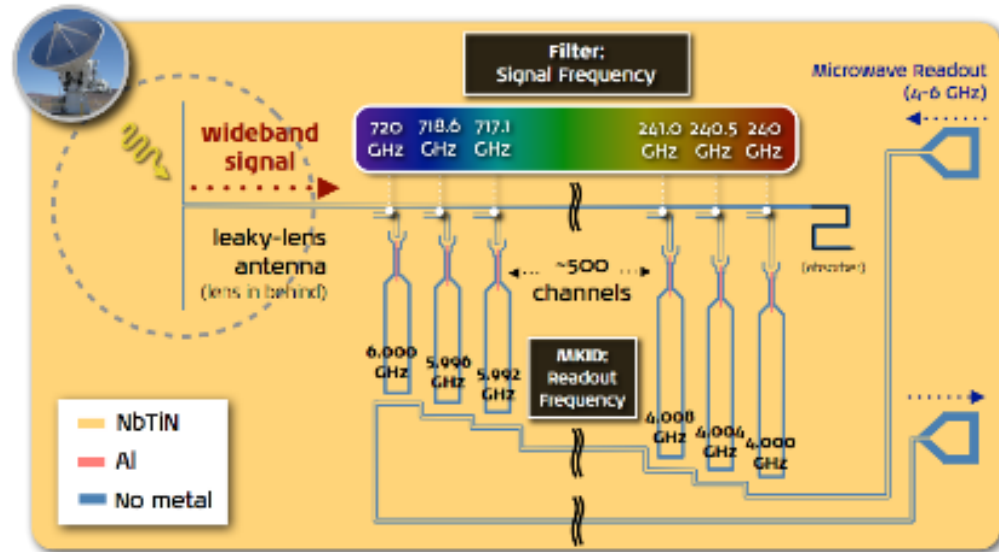 Filter:
Signal Frequency
Microwave Readout
(4-6 GHz)
720 GHz
718.6 GHz
717.1 GHz
241.0 GHz
240.5 GHz
240 GHz
wideband
signal
leaky-lens
antenna
(lens in behind)
~500
channels
(absorber)
6.000 GHz
5.996 GHz
5.992 GHz
MKID:
Readout
Frequency
4.008 GHz
4.004 GHz
4.000 GHz
NbTiN
Al
No metal